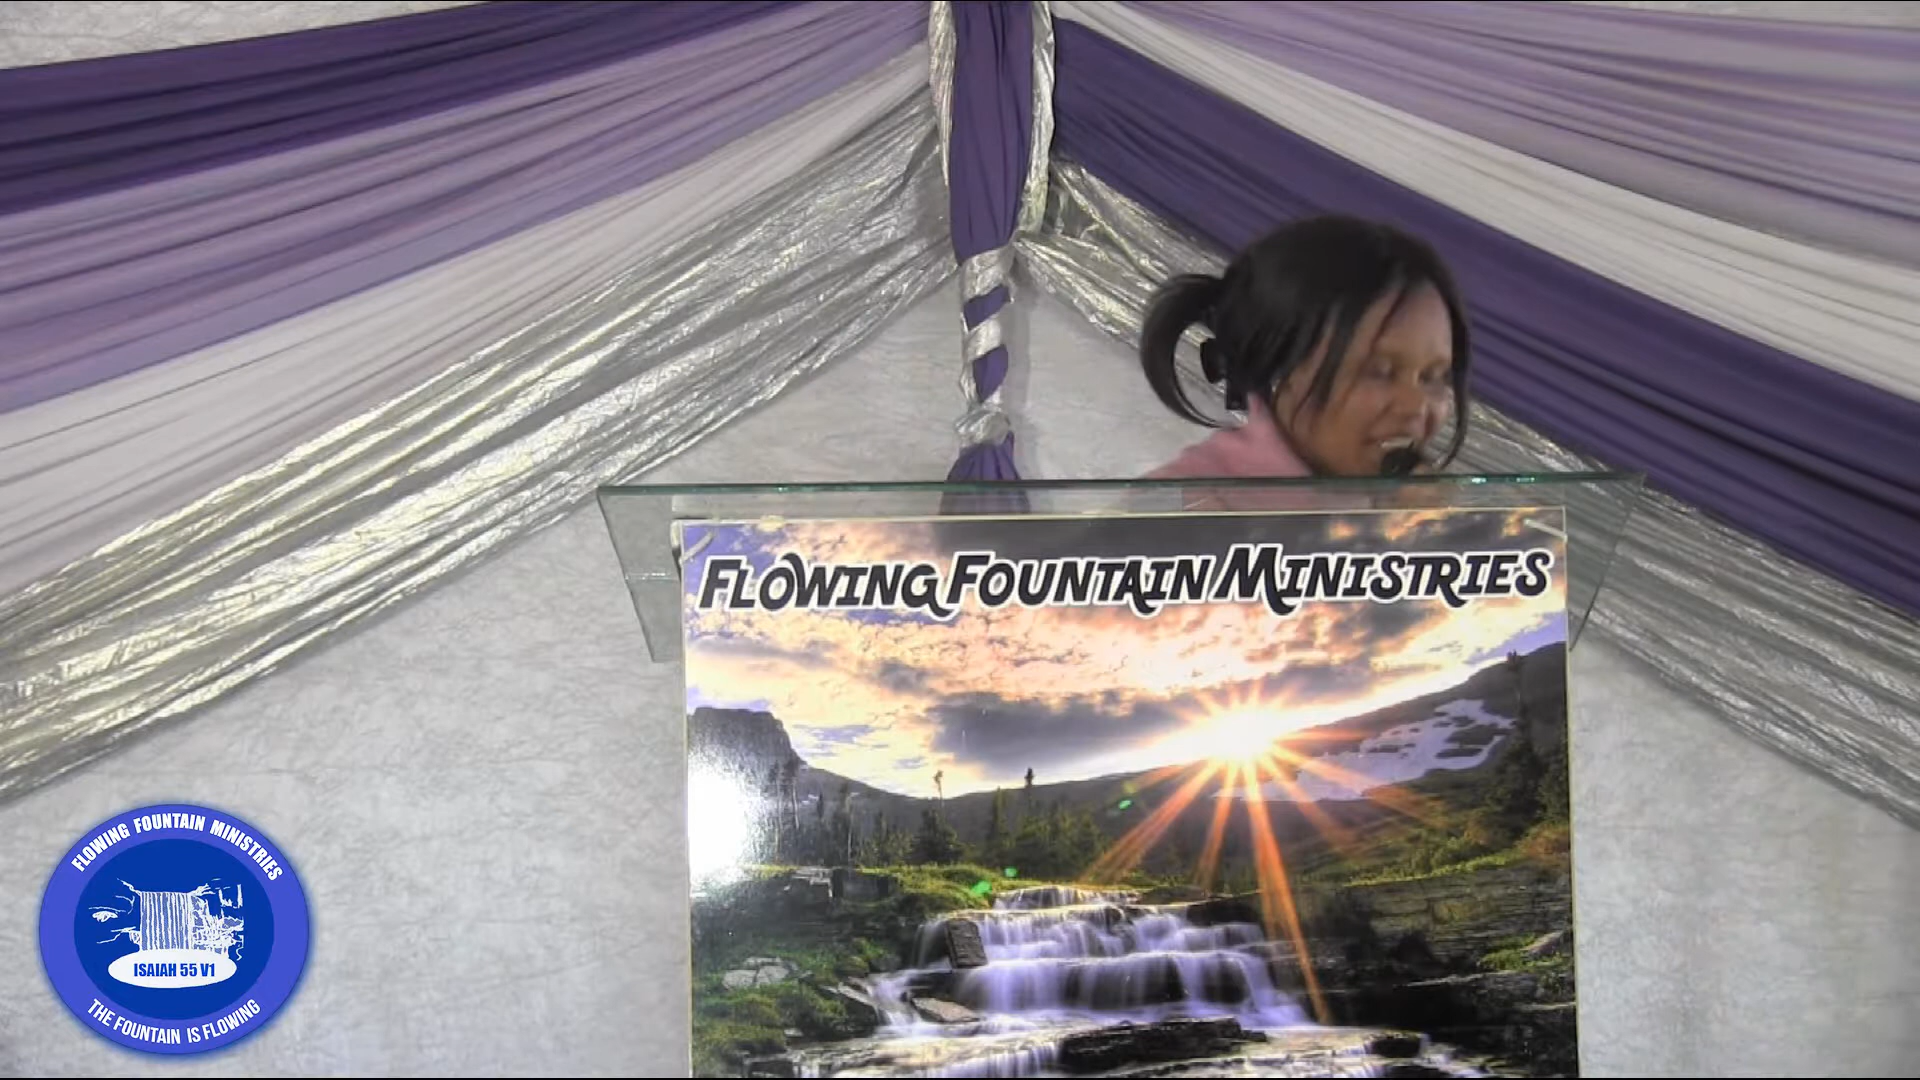 FLOWING FOUNTAIN MINISTRIES
FLOWING FOUNTAIN MINISTRIES
ISAIAH 55 V1
THE FOUNTAIN IS FLOWING